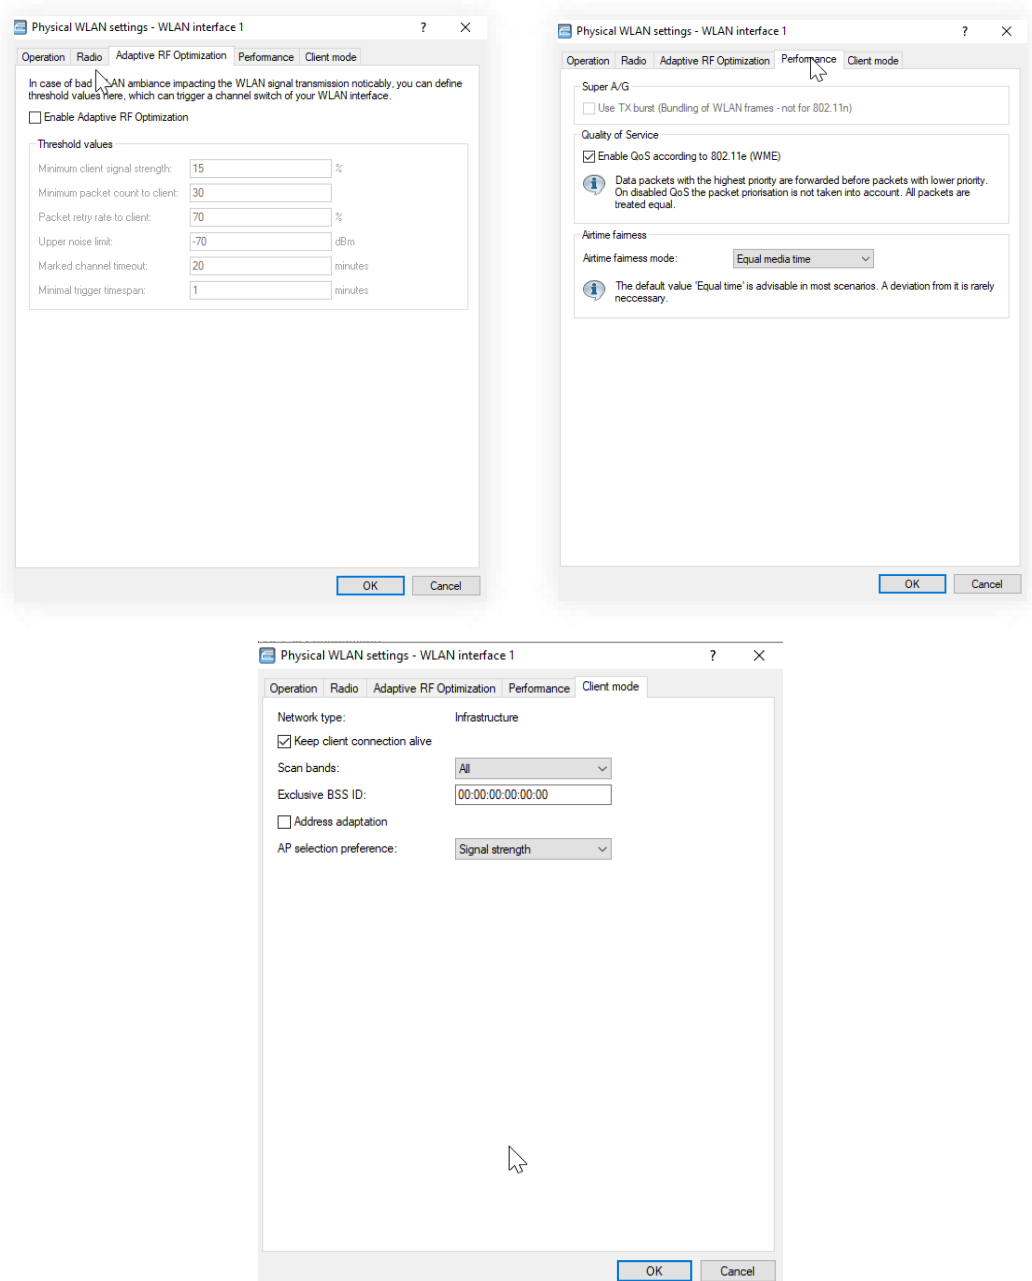 Physical WLAN settings - WLAN interface 1 ?
Operation Radio Adaptive RF Optimization Performance Client mode
In case of bad WLAN ambiance impacting the WLAN signal transmission noticably, you can define
threshold values here, which can trigger a channel switch of your WLAN interface.
Enable Adaptive RF Optimization
Threshold values
Minimum client signal strength: 15 %
Minimum packet count to client: 30
Packet retry rate to client: 70 %
Upper noise limit: -70 dBm
Marked channel timeout: 20 minutes
Minimal trigger timespan: 1 minutes
OK Cancel
Physical WLAN settings - WLAN interface 1 ?
Operation Radio Adaptive RF Optimization Performance Client mode
Super A/G
Use TX burst (Bundling of WLAN frames - not for 802.11n)
Quality of Service
Enable QoS according to 802.11e (WME)
Data packets with the highest priority are forwarded before packets with lower priority.
On disabled QoS the packet priorisation is not taken into account. All packets are
treated equal.
Airtime fairness
Airtime fairness mode: Equal media time
The default value 'Equal time' is advisable in most scenarios. A deviation from it is rarely
neccessary.
OK Cancel
Physical WLAN settings - WLAN interface 1 ?
Operation Radio Adaptive RF Optimization Performance Client mode
Network type: Infrastructure
Keep client connection alive
Scan bands: All
Exclusive BSS ID: 00:00:00:00:00:00
Address adaptation
AP selection preference: Signal strength
OK Cancel